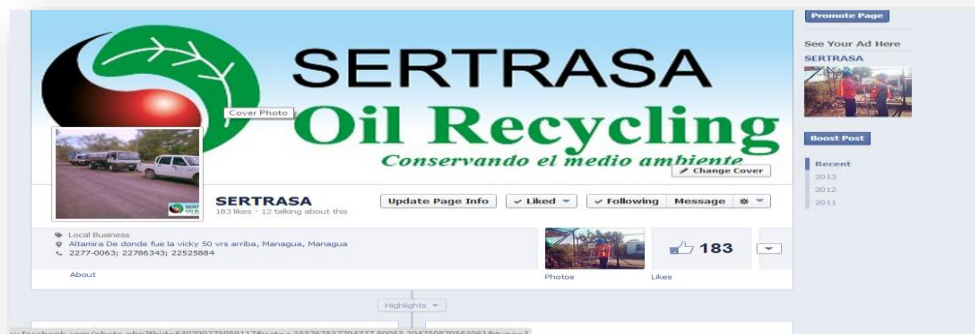 Promote Page
SERTRASA
Oil Recycling
Conservando el medio ambiente
Cover Photo
Change Cover
See Your Ad Here
SERTRASA
Boost Post
Recent
2013
2012
2011
SERTRASA
183 likes · 12 talking about this
Update Page Info
Liked
Following
Message
Local Business
Altamira De donde fue la vicky 50 vrs arriba, Managua, Managua
2277-0063; 22786343; 22525884
About
Photos
183
Likes
Highlights